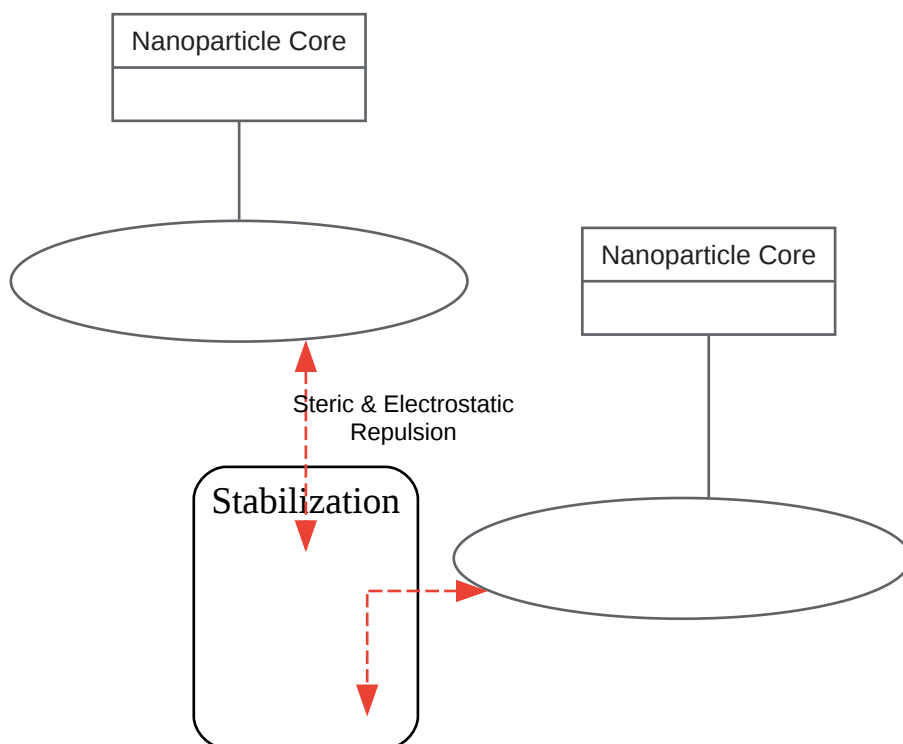 Nanoparticle Core
Nanoparticle Core
Steric & Electrostatic
Repulsion
Stabilization